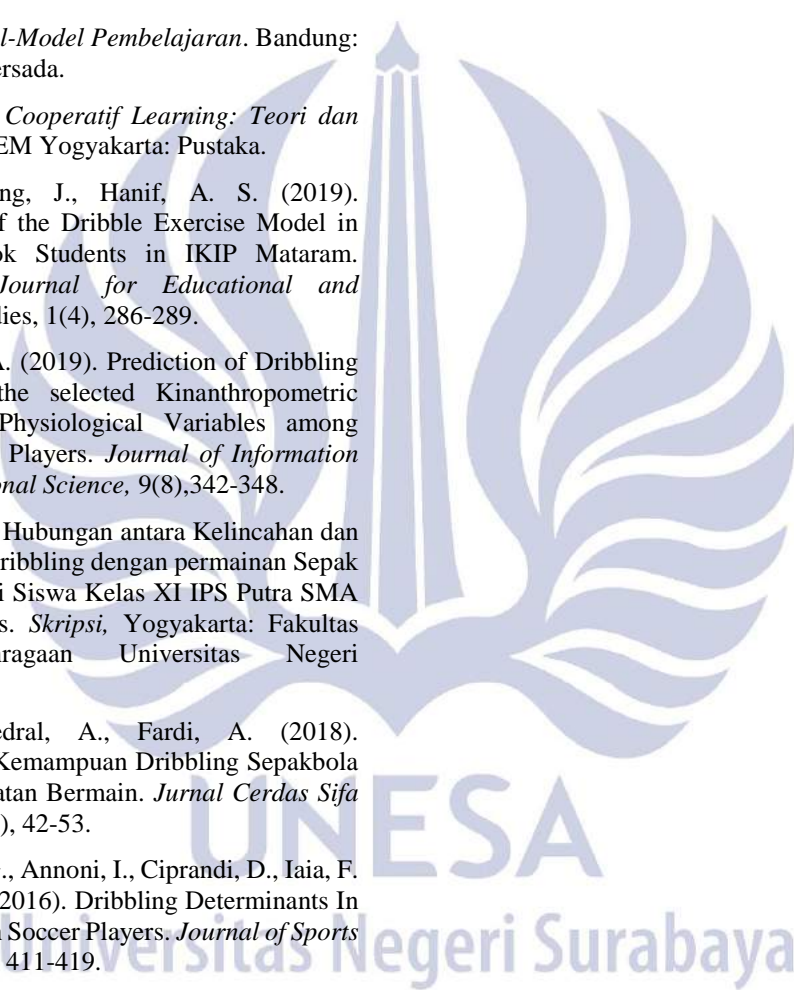 l-Model Pembelajaran. Bandung:
ersada.
Cooperatif Learning: Teori dan
EM Yogyakarta: Pustaka.
ng, J., Hanif, A. S. (2019).
f the Dribble Exercise Model in
ok Students in IKIP Mataram.
Journal for Educational and
dies, 1(4), 286-289.
A. (2019). Prediction of Dribbling
the selected Kinanthropometric
Physiological Variables among
Players. Journal of Information
onal Science, 9(8),342-348.
Hubungan antara Kelincahan dan
ribbling dengan permainan Sepak
i Siswa Kelas XI IPS Putra SMA
s. Skripsi, Yogyakarta: Fakultas
hragaan Universitas Negeri
edral, A., Fardi, A. (2018).
Kemampuan Dribbling Sepakbola
atan Bermain. Jurnal Cerdas Sifa
), 42-53.
., Annoni, I., Ciprandi, D., Iaia, F.
2016). Dribbling Determinants In
n Soccer Players. Journal of Sports
411-419.
UNESA
Universitas Negeri Surabaya